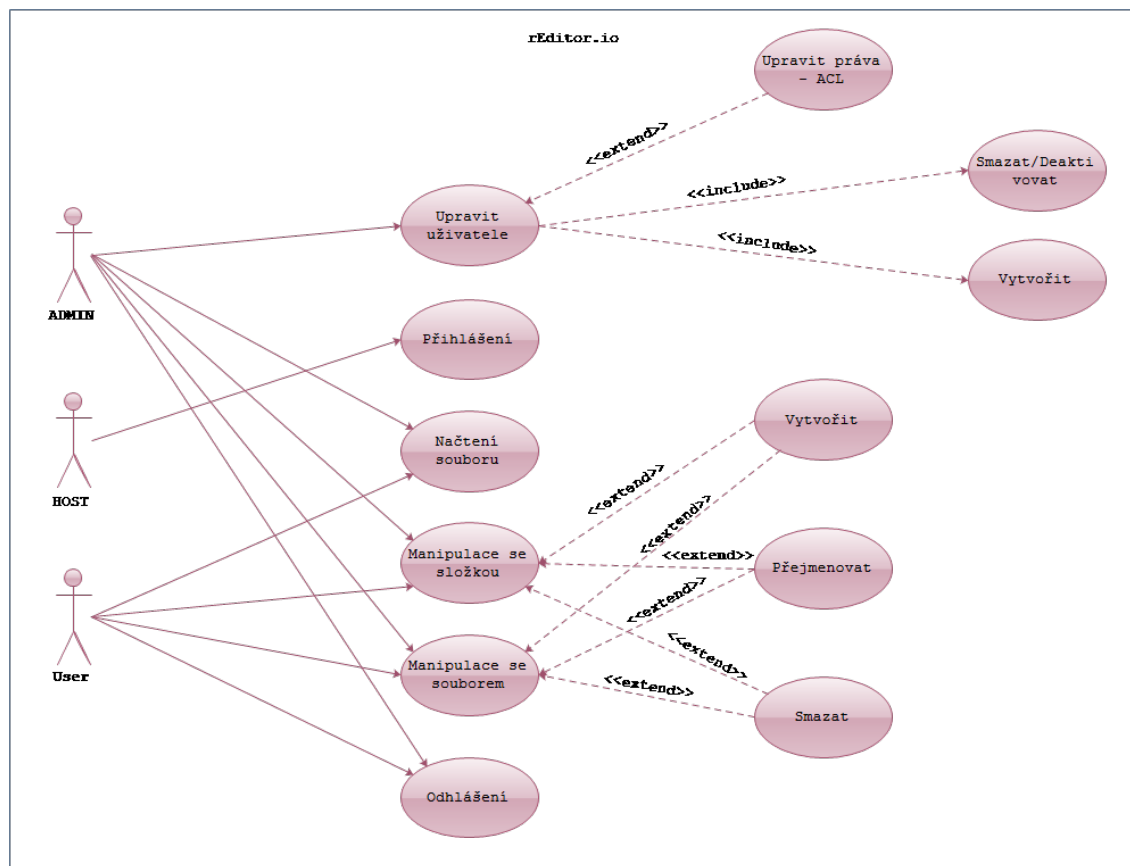 rEditor.io
Upravit práva
- ACL
<<extend>>
Smazat/Deakti
vovat
<<include>>
Upravit
uživatele
<<include>>
Vytvořit
ADMIN
Přihlášení
HOST
Načtení
souboru
Vytvořit
<<extend>>
<<extend>>
Manipulace se
složkou
<<extend>>
Přejmenovat
<<extend>>
User
Manipulace se
souborem
<<extend>>
<<extend>>
Smazat
Odhlášení